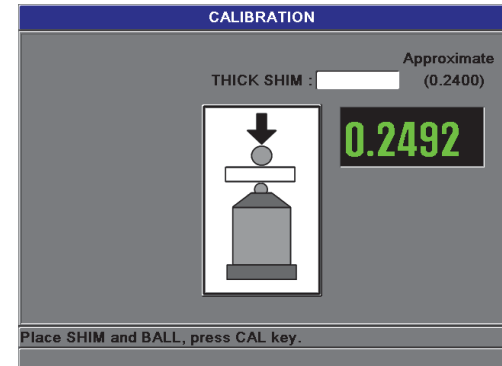 CALIBRATION
Approximate
THICK SHIM : (0.2400)
0.2492
Place SHIM and BALL, press CAL key.